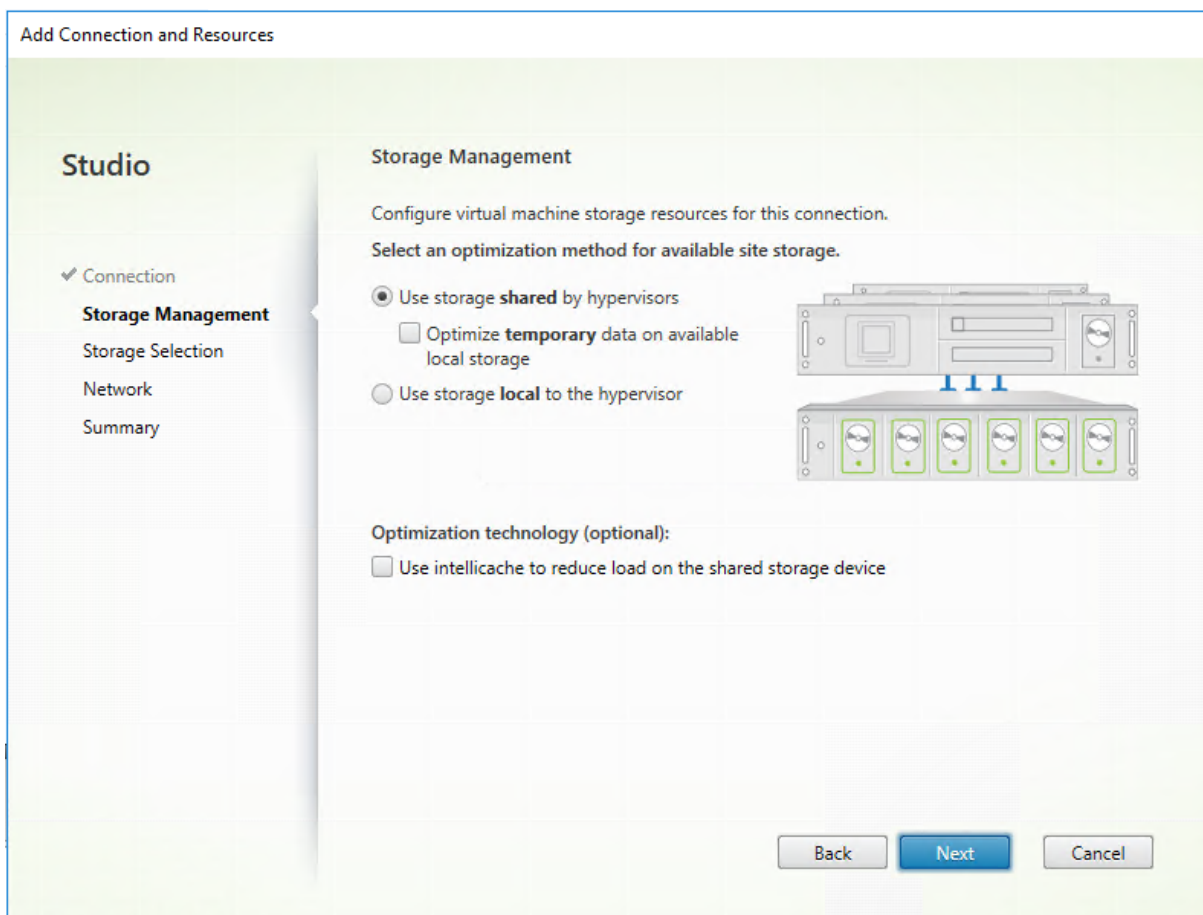 Add Connection and Resources
Studio
Connection
Storage Management
Storage Selection
Network
Summary
Storage Management
Configure virtual machine storage resources for this connection.
Select an optimization method for available site storage.
Use storage shared by hypervisors
Optimize temporary data on available
local storage
Use storage local to the hypervisor
Optimization technology (optional):
Use intellicache to reduce load on the shared storage device
Back
Next
Cancel